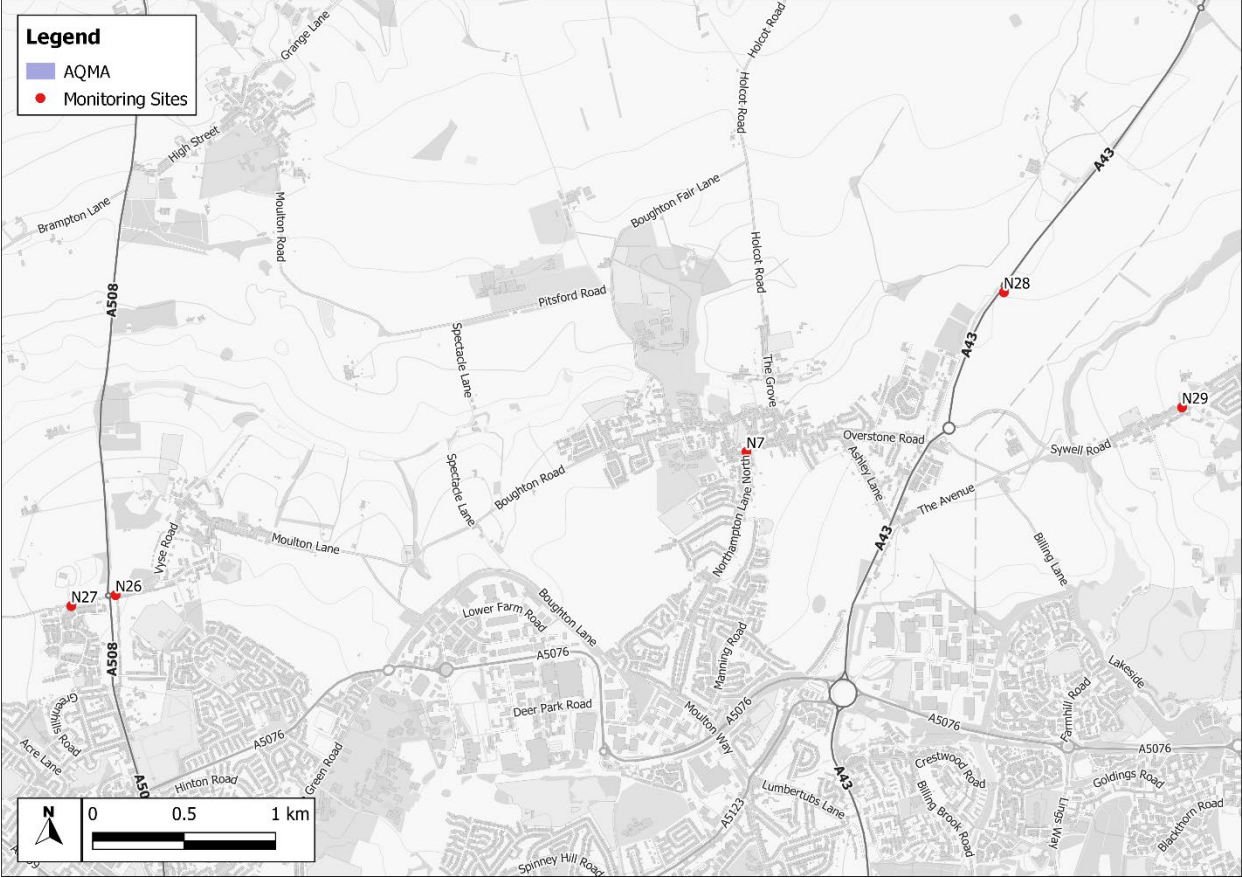 Legend
AQMA
Monitoring Sites
Grange Lane
Holcot Road
High Street
Holcot Road
A43
Brampton Lane
Moulton Road
Boughton Fair Lane
Holcot Road
A508
Pitsford Road
N28
Spectacle Lane
A43
The Grove
N29
Overstone Road
N7
Sywell Road
Spectacle Lane
Boughton Road
Ashley Lane
Northampton Lane North
The Avenue
A43
Vyse Road
Moulton Lane
Billing Lane
N26
N27
Lower Farm Road
Boughton Lane
A508
A5076
Manning Road
Lakeside
Greenhills Road
Deer Park Road
Moulton Way
A5076
A5076
Farmhill Road
A5076
A5076
Acre Lane
Hinton Road
Green Road
A50
A43
Crestwood Road
Goldings Road
Lumbertubs Lane
Billing Brook Road
A5123
Lings Way
Blackthorn Road
Spinney Hill Road
N
0 0.5 1 km